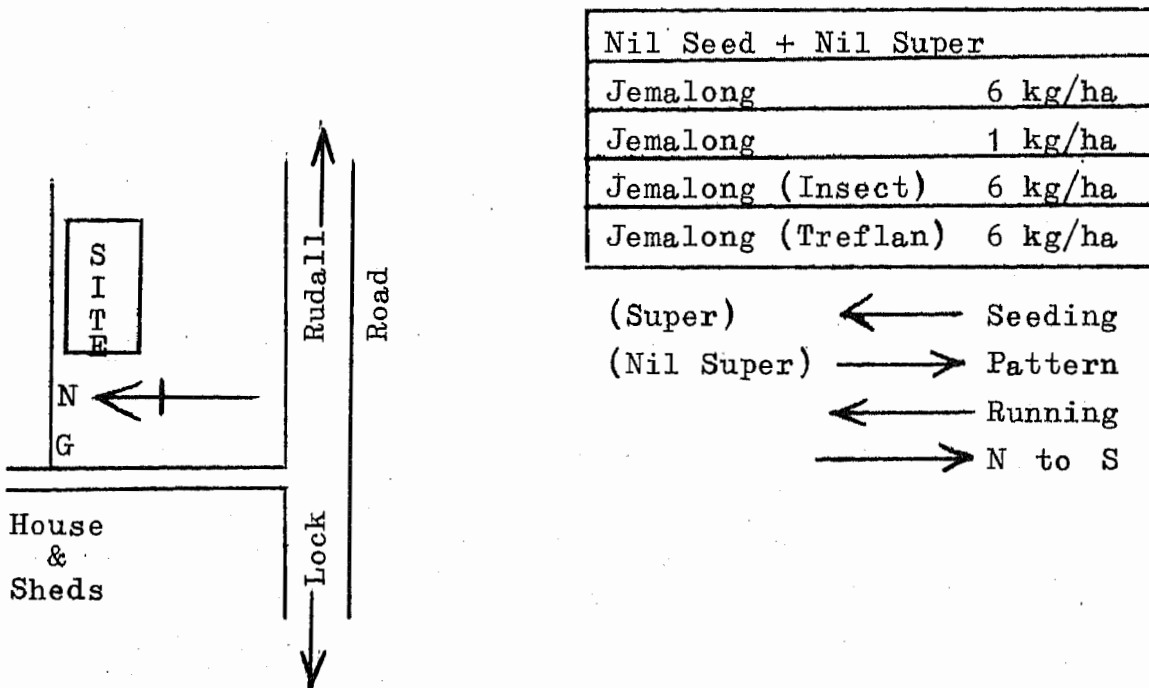 Nil Seed + Nil Super
Jemalong 6 kg/ha
Jemalong 1 kg/ha
Jemalong (Insect) 6 kg/ha
Jemalong (Treflan) 6 kg/ha
(Super) Seeding
(Nil Super) Pattern
Running
N to S
SITE
N
G
Rudall
Road
Lock
House
&
Sheds